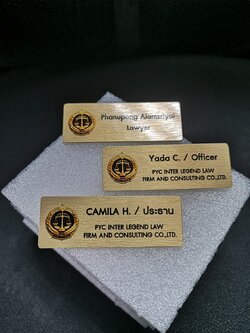 Phanupong Alamsriyai
Lawyer
Yada C. / Officer
PYC INTER LEGEND LAW
FIRM AND CONSULTING CO.,LTD.
CAMILA H. / ประธาน
PYC INTER LEGEND LAW
FIRM AND CONSULTING CO.,LTD.